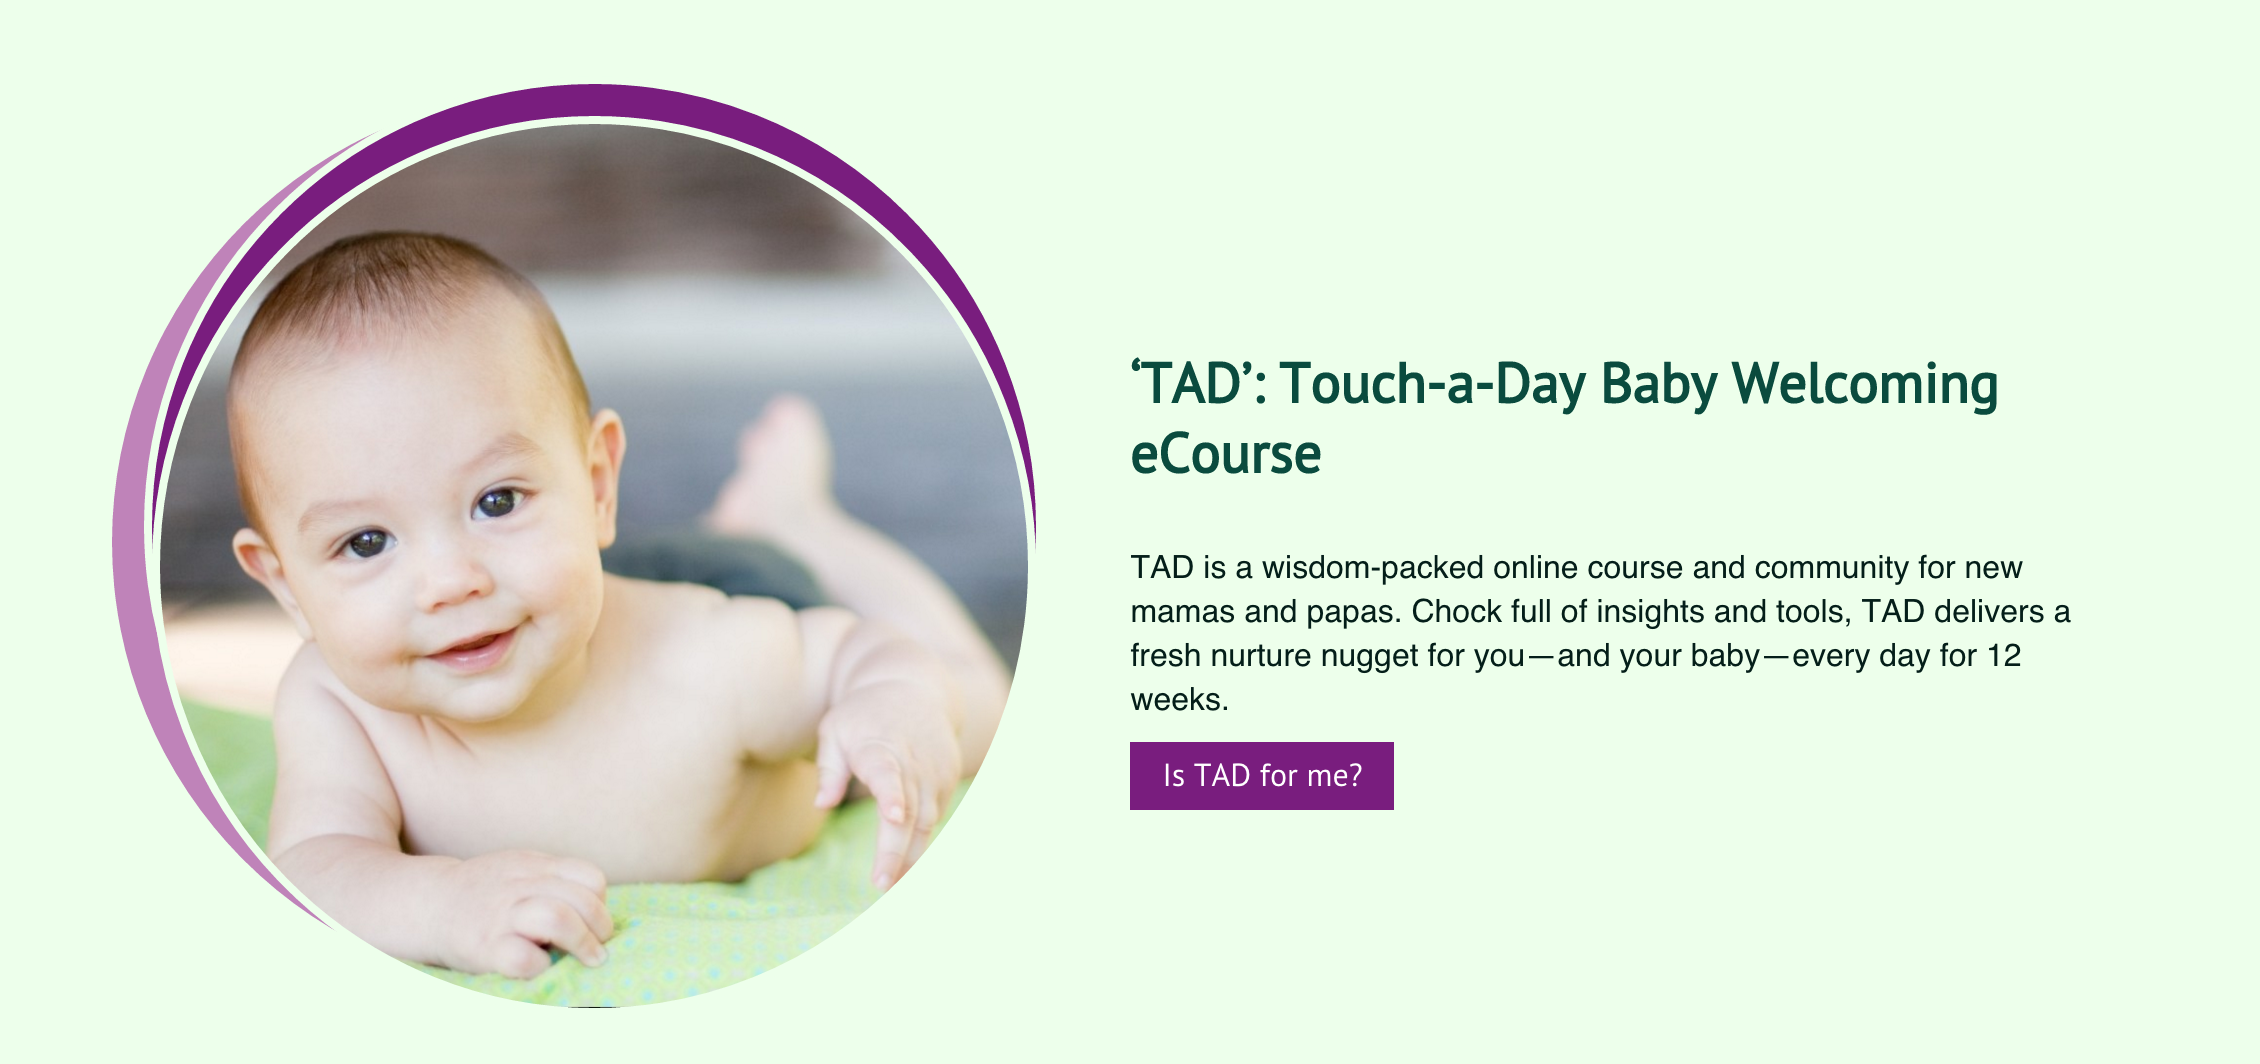 ‘TAD’: Touch-a-Day Baby Welcoming
eCourse
TAD is a wisdom-packed online course and community for new
mamas and papas. Chock full of insights and tools, TAD delivers a
fresh nurture nugget for you—and your baby—every day for 12
weeks.
Is TAD for me?